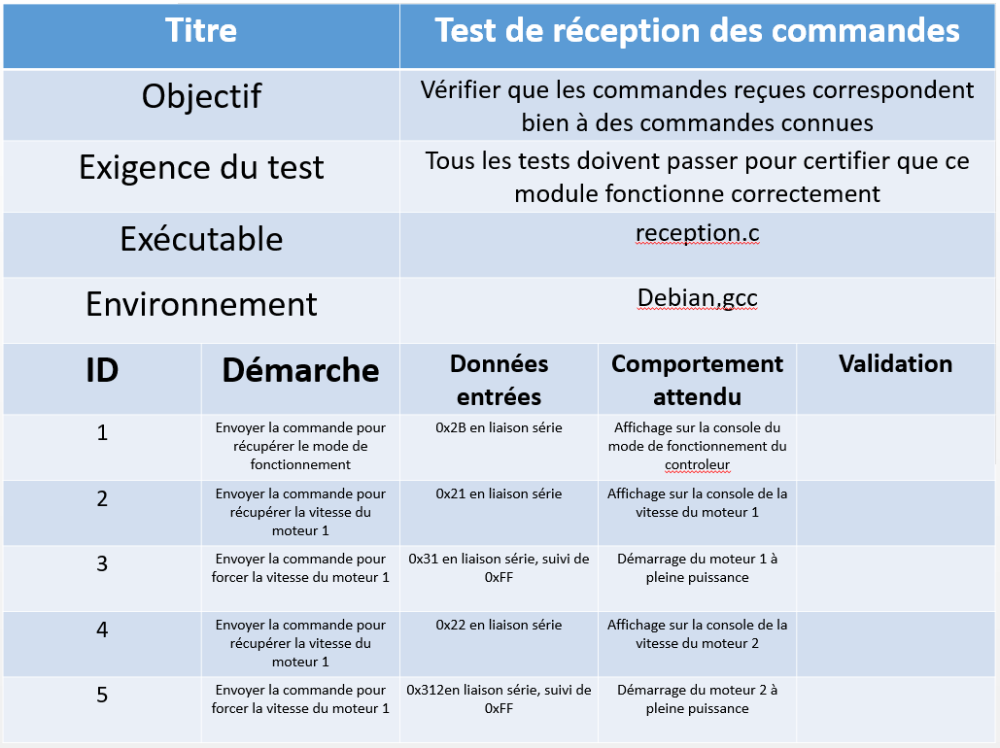 Titre
Test de réception des commandes
Objectif
Vérifier que les commandes reçues correspondent
bien à des commandes connues
Exigence du test
Tous les tests doivent passer pour certifier que ce
module fonctionne correctement
Exécutable
reception.c
Environnement
Debian,gcc
ID
Démarche
Données
entrées
Comportement
attendu
Validation
1
Envoyer la commande pour
récupérer le mode de
fonctionnement
0x2B en liaison série
Affichage sur la console du
mode de fonctionnement du
controleur
2
Envoyer la commande pour
récupérer la vitesse du
moteur 1
0x21 en liaison série
Affichage sur la console de la
vitesse du moteur 1
3
Envoyer la commande pour
forcer la vitesse du moteur 1
0x31 en liaison série, suivi de
0xFF
Démarrage du moteur 1 à
pleine puissance
4
Envoyer la commande pour
récupérer la vitesse du
moteur 1
0x22 en liaison série
Affichage sur la console de la
vitesse du moteur 2
5
Envoyer la commande pour
forcer la vitesse du moteur 1
0x312en liaison série, suivi de
0xFF
Démarrage du moteur 2 à
pleine puissance